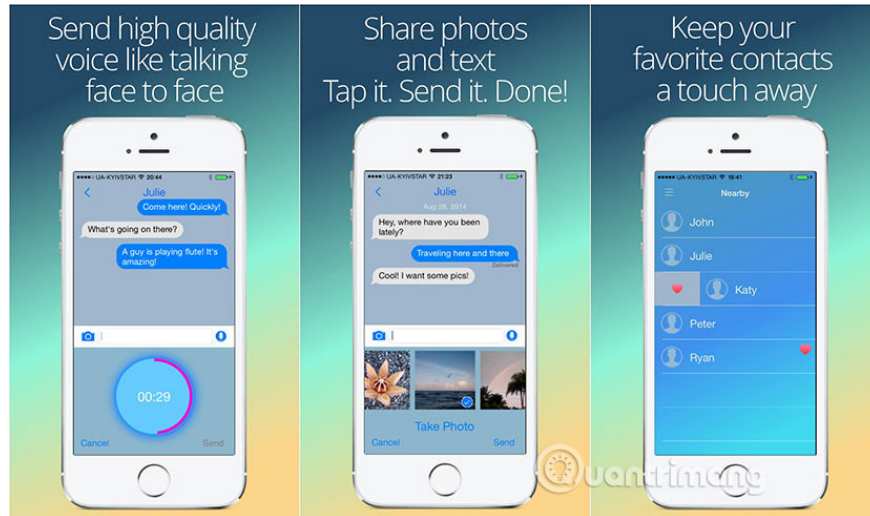 Send high quality
voice like talking
face to face
UA-KYIVSTAR 20:44
Julie
Come here! Quickly!
What's going on there?
A guy is playing flute! It's
amazing!
00:29
Cancel
Send
Share photos
and text
Tap it. Send it. Done!
UA-KYIVSTAR 21:23
Julie
Aug 28, 2014
Hey, where have you been
lately?
Traveling here and there
Delivered
Cool! I want some pics!
Take Photo
Cancel
Send
Keep your
favorite contacts
a touch away
UA-KYIVSTAR 19:41
Nearby
John
Julie
Katy
Peter
Ryan
Quantrimang